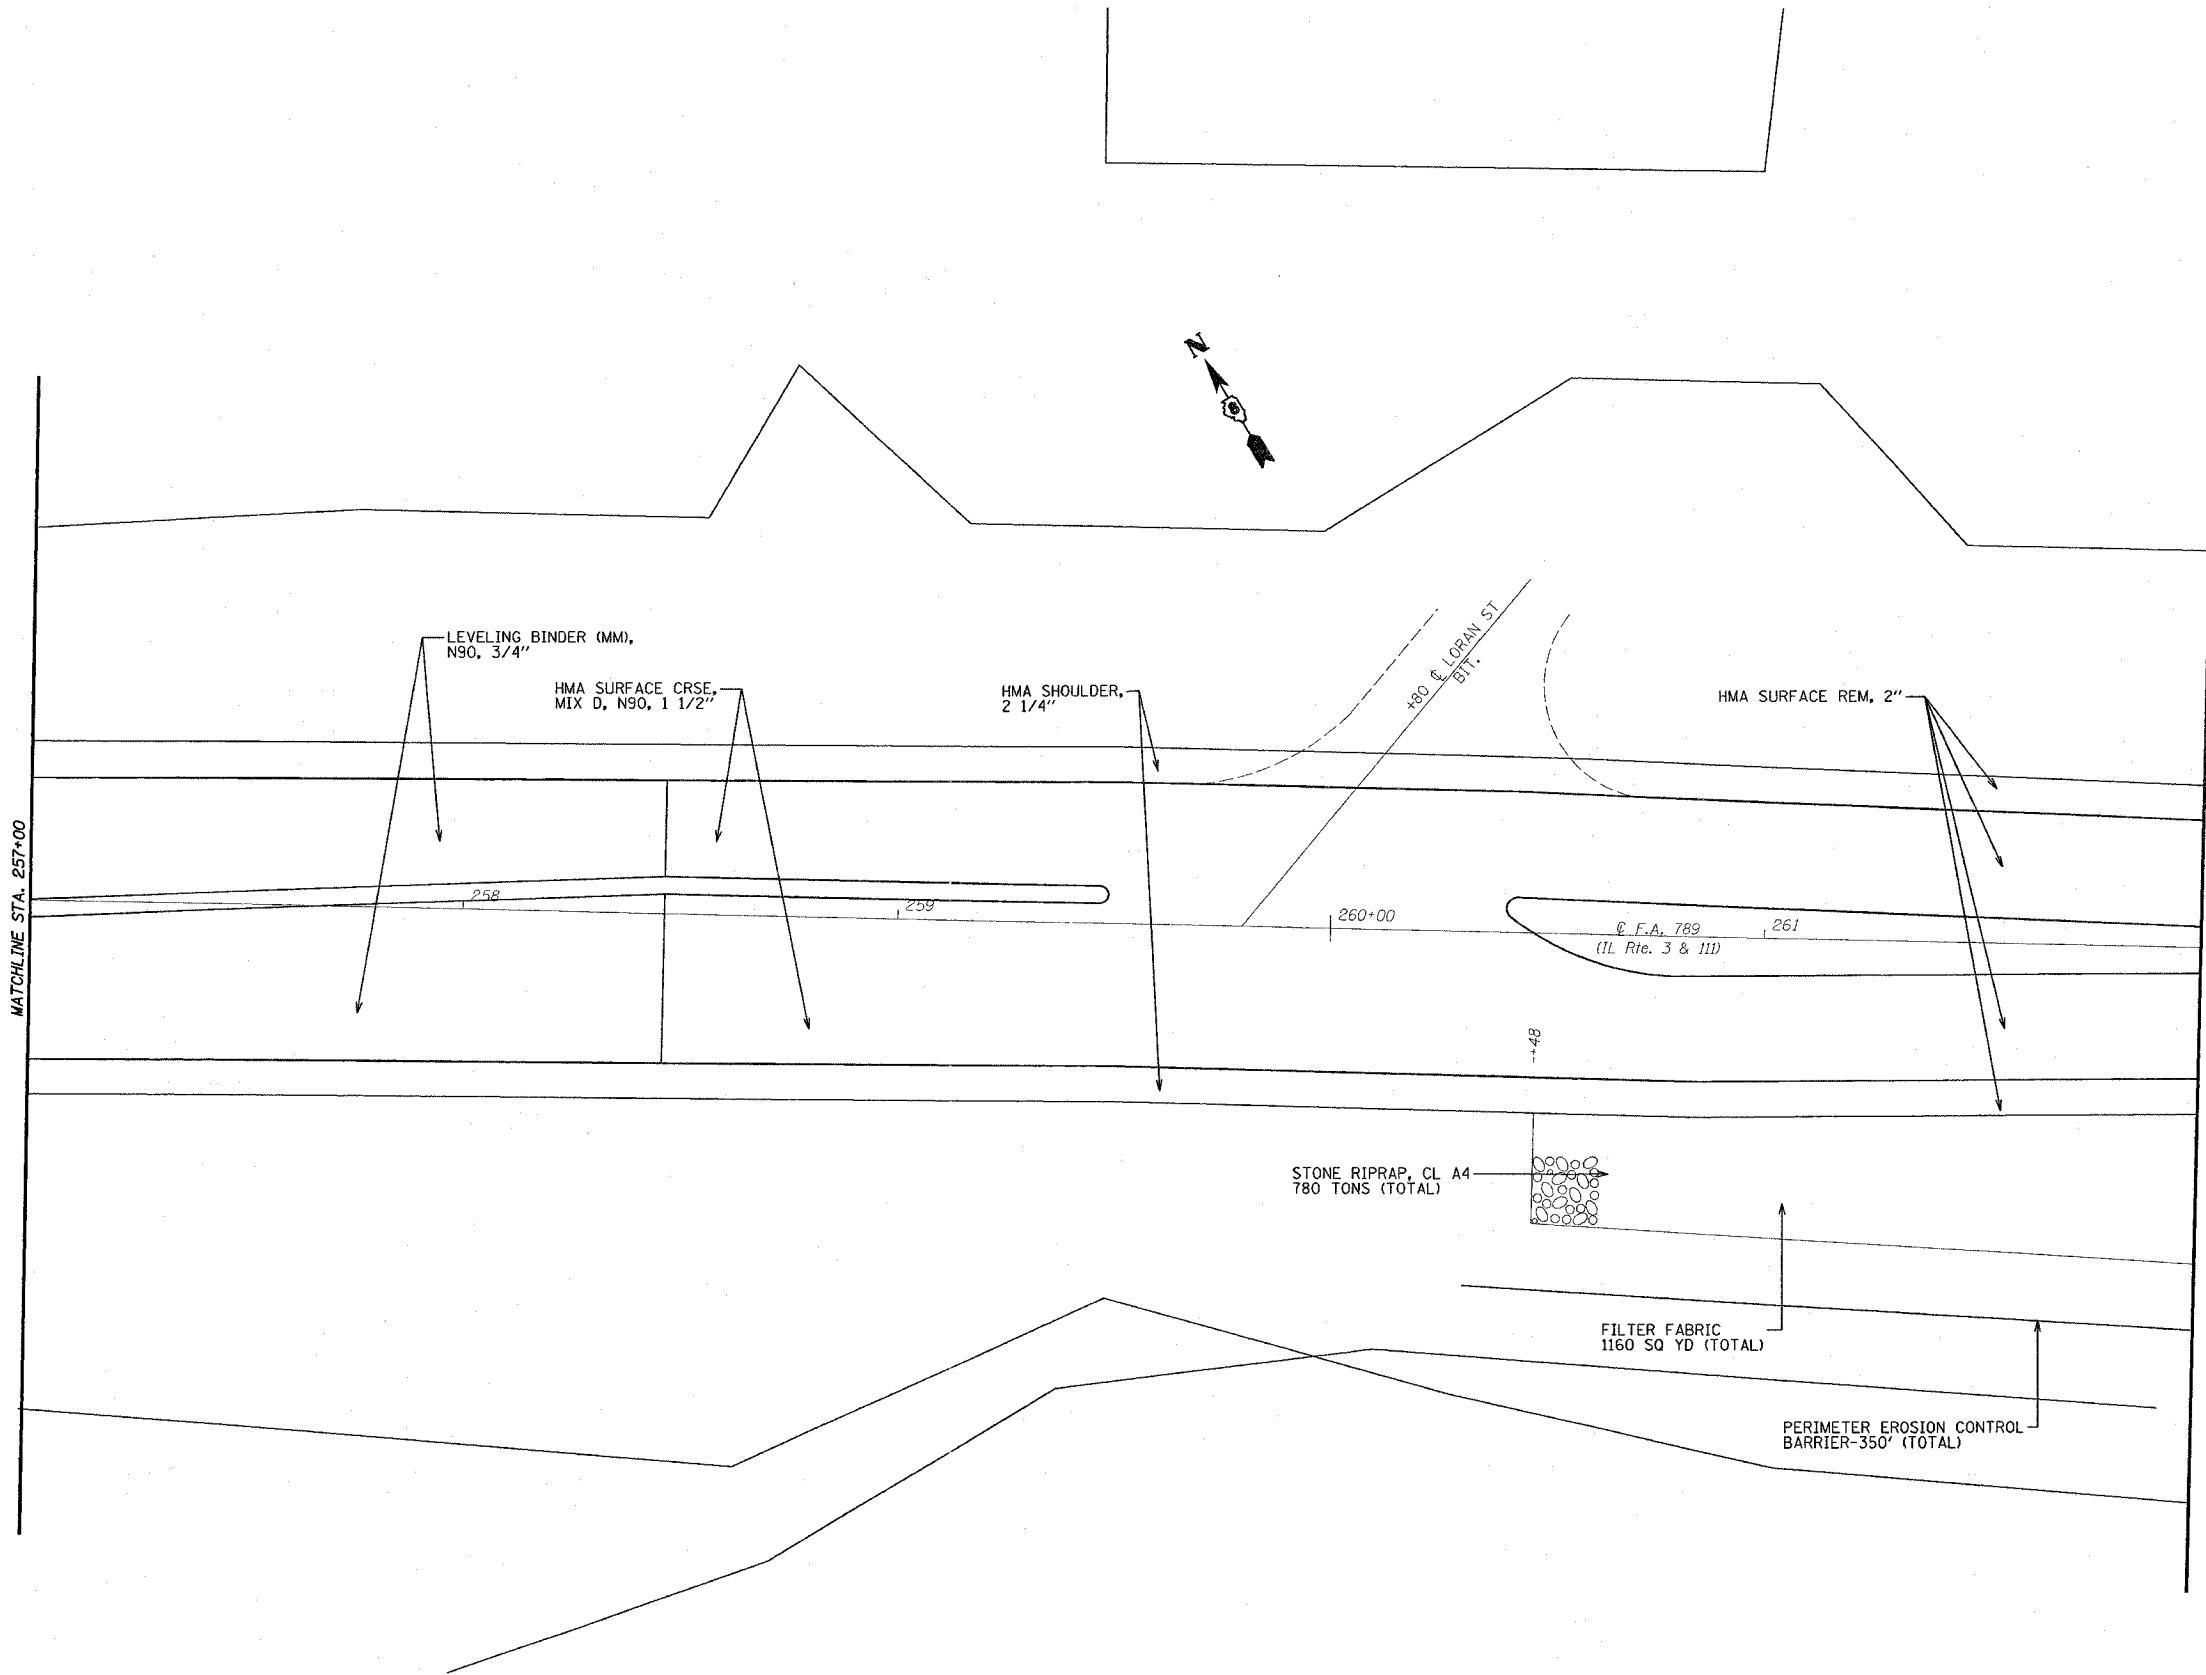 N
8
LEVELING BINDER (MM),
N90, 3/4"
HMA SURFACE CRSE,
MIX D, N90, 1 1/2"
HMA SHOULDER,
2 1/4"
+80 ℄ LORAN ST
BIT.
HMA SURFACE REM, 2"
MATCHLINE STA. 257+00
258
259
260+00
℄ F.A. 789
(IL Rte. 3 & 111)
261
+48
STONE RIPRAP, CL A4
780 TONS (TOTAL)
FILTER FABRIC
1160 SQ YD (TOTAL)
PERIMETER EROSION CONTROL
BARRIER-350' (TOTAL)